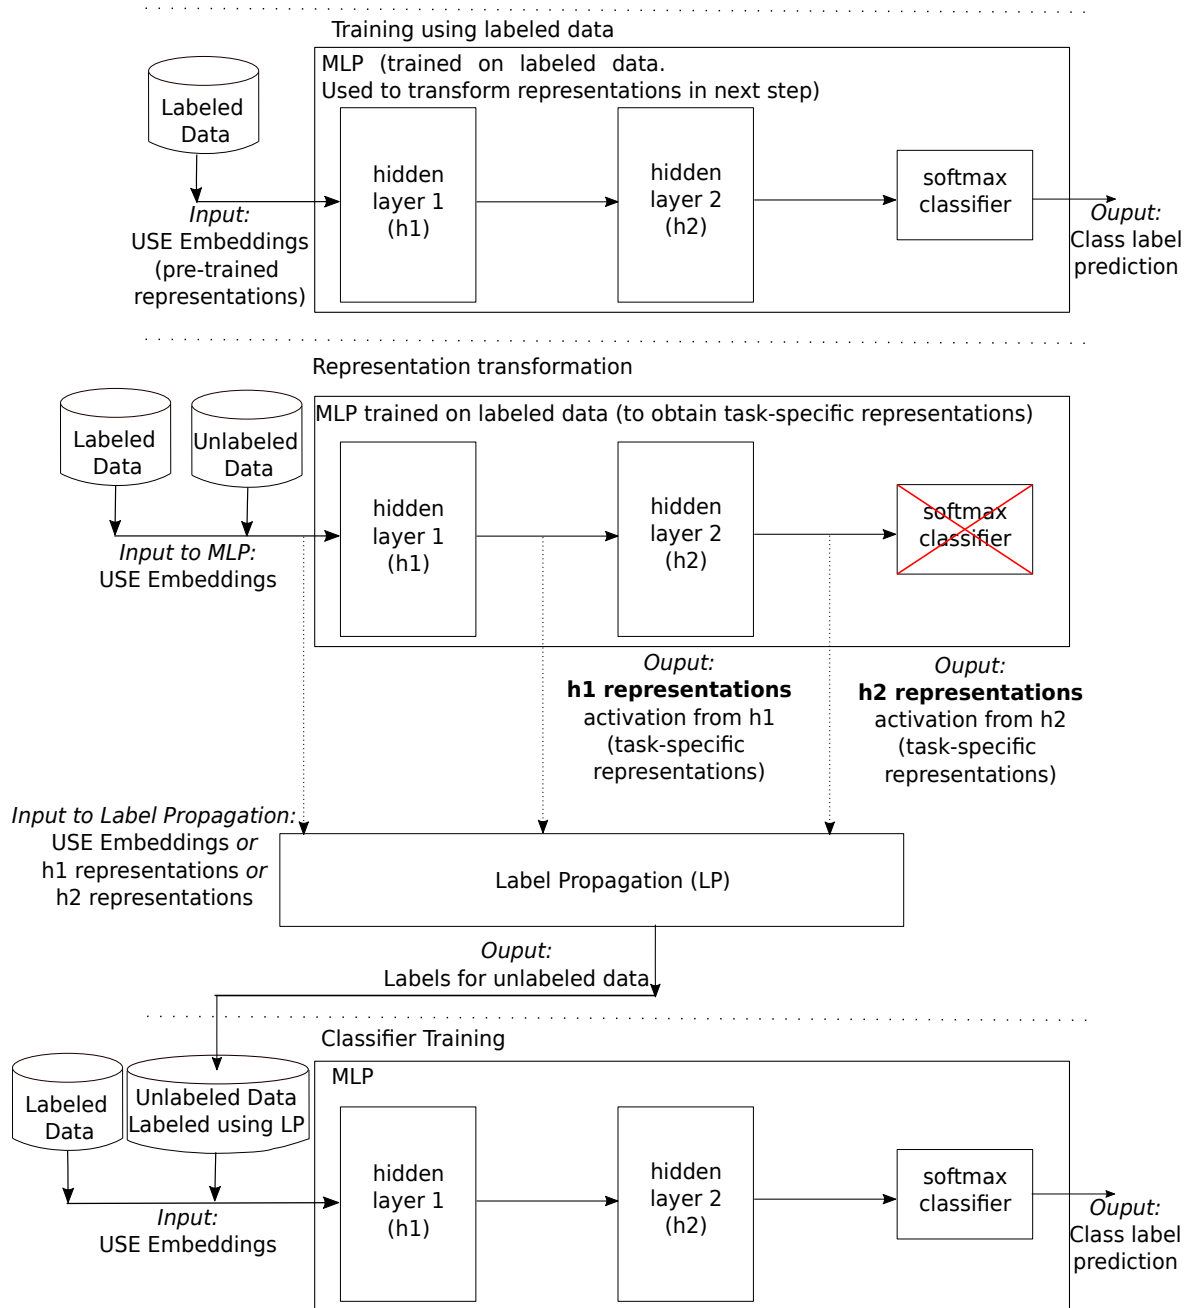 Training using labeled data
MLP (trained on labeled data.
Used to transform representations in next step)
Labeled
Data
hidden
layer 1
(h1)
hidden
layer 2
(h2)
softmax
classifier
Input:
USE Embeddings
(pre-trained
representations)
Ouput:
Class label
prediction
Representation transformation
MLP trained on labeled data (to obtain task-specific representations)
Labeled
Data
Unlabeled
Data
hidden
layer 1
(h1)
hidden
layer 2
(h2)
softmax
classifier
Input to MLP:
USE Embeddings
Ouput:
h1 representations
activation from h1
(task-specific
representations)
Ouput:
h2 representations
activation from h2
(task-specific
representations)
Input to Label Propagation:
USE Embeddings or
h1 representations or
h2 representations
Label Propagation (LP)
Ouput:
Labels for unlabeled data
Classifier Training
MLP
Labeled
Data
Unlabeled Data
Labeled using LP
hidden
layer 1
(h1)
hidden
layer 2
(h2)
softmax
classifier
Input:
USE Embeddings
Ouput:
Class label
prediction